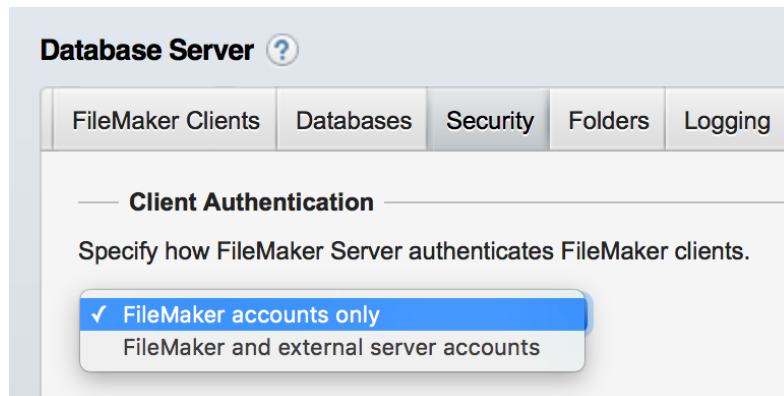 Database Server ?
FileMaker Clients Databases Security Folders Logging
Client Authentication
Specify how FileMaker Server authenticates FileMaker clients.
✓ FileMaker accounts only
FileMaker and external server accounts